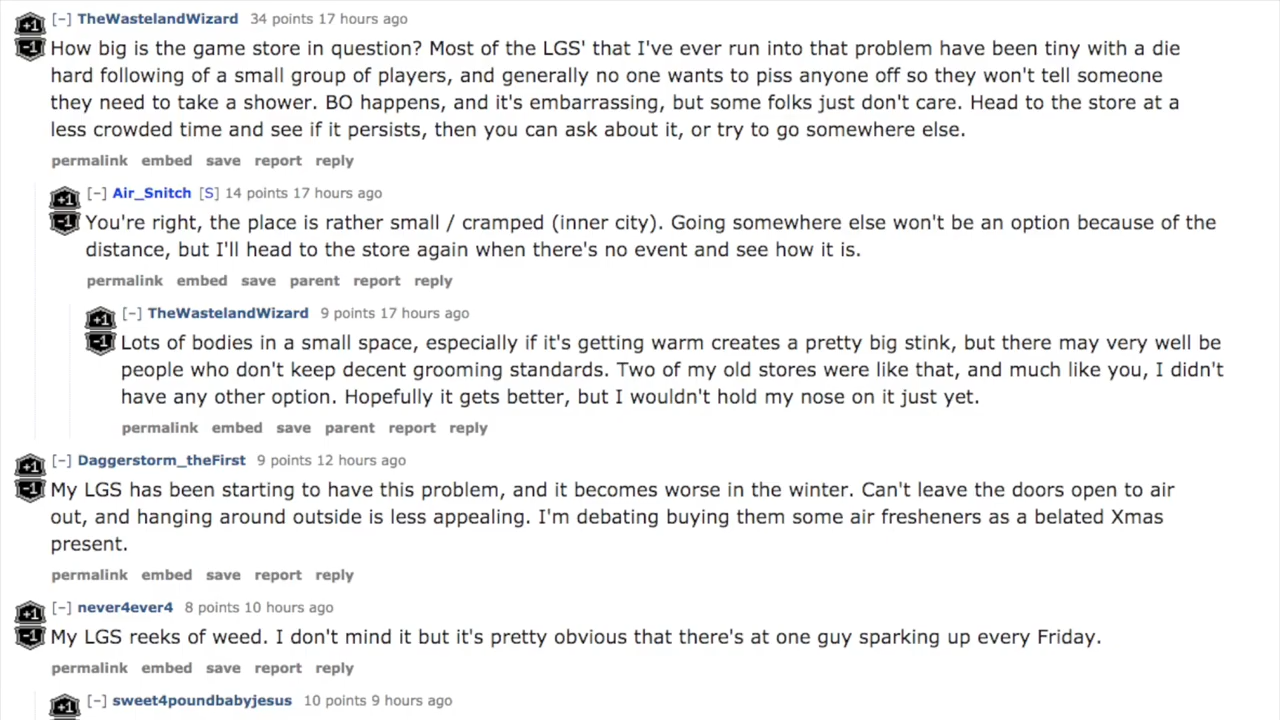 [−] TheWastelandWizard 34 points 17 hours ago
+1
-1
How big is the game store in question? Most of the LGS' that I've ever run into that problem have been tiny with a die
hard following of a small group of players, and generally no one wants to piss anyone off so they won't tell someone
they need to take a shower. BO happens, and it's embarrassing, but some folks just don't care. Head to the store at a
less crowded time and see if it persists, then you can ask about it, or try to go somewhere else.
permalink embed save report reply
[−] Air_Snitch [S] 14 points 17 hours ago
+1
-1
You're right, the place is rather small / cramped (inner city). Going somewhere else won't be an option because of the
distance, but I'll head to the store again when there's no event and see how it is.
permalink embed save parent report reply
[−] TheWastelandWizard 9 points 17 hours ago
+1
-1
Lots of bodies in a small space, especially if it's getting warm creates a pretty big stink, but there may very well be
people who don't keep decent grooming standards. Two of my old stores were like that, and much like you, I didn't
have any other option. Hopefully it gets better, but I wouldn't hold my nose on it just yet.
permalink embed save parent report reply
[−] Daggerstorm_theFirst 9 points 12 hours ago
+1
-1
My LGS has been starting to have this problem, and it becomes worse in the winter. Can't leave the doors open to air
out, and hanging around outside is less appealing. I'm debating buying them some air fresheners as a belated Xmas
present.
permalink embed save report reply
[−] never4ever4 8 points 10 hours ago
+1
-1
My LGS reeks of weed. I don't mind it but it's pretty obvious that there's at one guy sparking up every Friday.
permalink embed save report reply
[−] sweet4poundbabyjesus 10 points 9 hours ago
+1